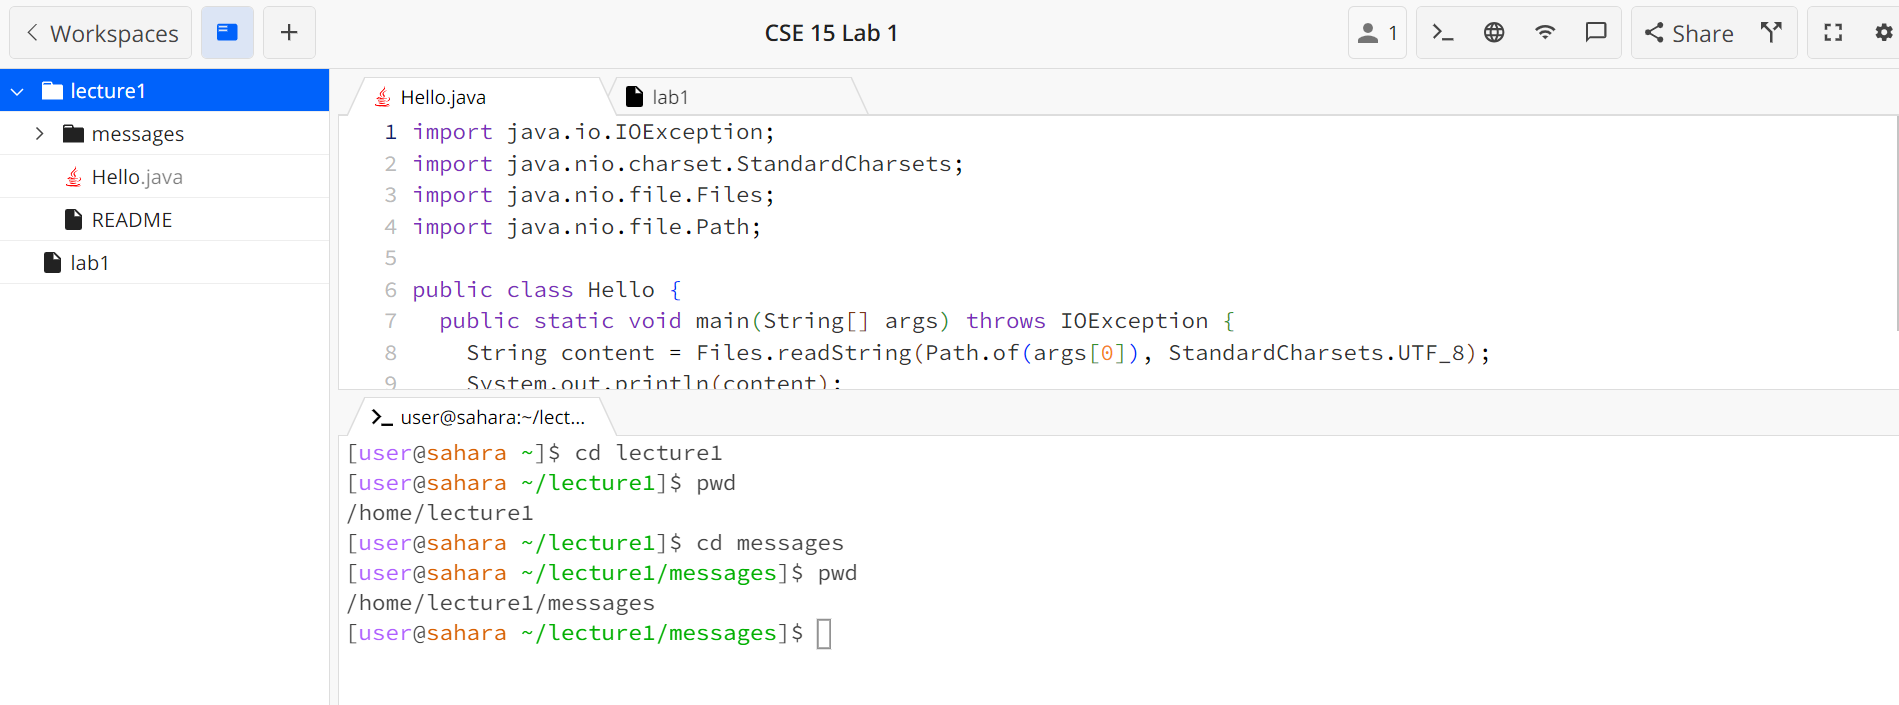 Workspaces
CSE 15 Lab 1
1
Share
lecture1
messages
Hello.java
README
lab1
Hello.java
lab1
1 import java.io.IOException;
2 import java.nio.charset.StandardCharsets;
3 import java.nio.file.Files;
4 import java.nio.file.Path;
5
6 public class Hello {
7   public static void main(String[] args) throws IOException {
8     String content = Files.readString(Path.of(args[0]), StandardCharsets.UTF_8);
9     System.out.println(content);
>_ user@sahara:~/lect...
[user@sahara ~]$ cd lecture1
[user@sahara ~/lecture1]$ pwd
/home/lecture1
[user@sahara ~/lecture1]$ cd messages
[user@sahara ~/lecture1/messages]$ pwd
/home/lecture1/messages
[user@sahara ~/lecture1/messages]$